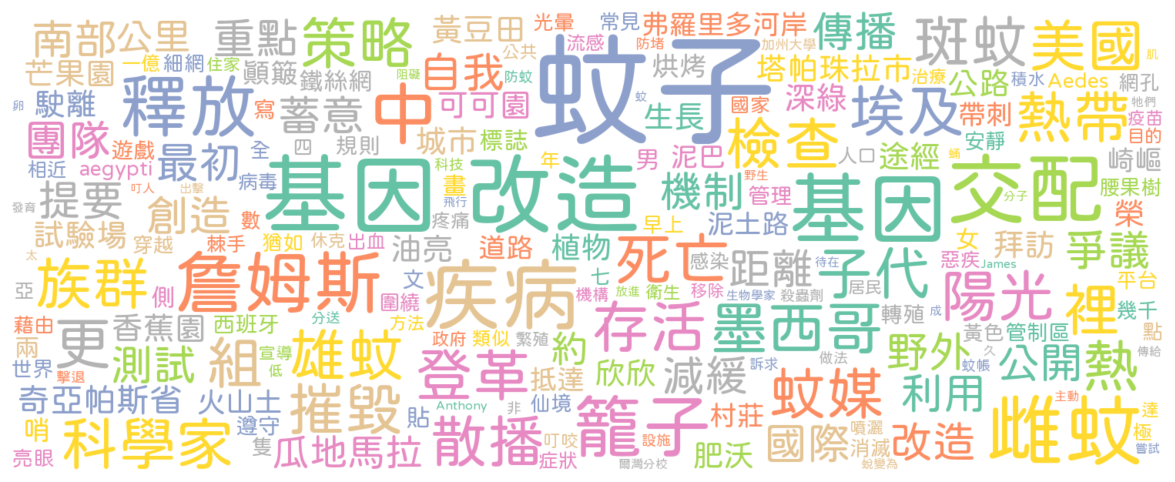 南部公里 重點 策略 黃豆田 光暈 常見 弗羅里多河岸 傳播 斑蚊 美國
流感 公共 防堵 加州大學 肌
芒果園 一億 細網 住家 顛簸 鐵絲網 阻礙 防蚊 自我 蚊子 烘烤 塔帕珠拉市 治療 公路 積水 Aedes 網孔
卵 駛離 釋放 寫 蓄意 中 可可園 蚊 生長 國家 深綠 埃及 帶刺 熱帶 牠們 疫苗 目的
團隊 遊戲 最初 全 四 規則 城市 標誌 科技 年 男 泥巴 檢查 人口 途經 安靜 蛹 崎嶇
相近 aegypti 病毒 基因 改造 畫 飛行 機制 野生 管理 基因 交配 分子 腰果樹
叮人 出擊 發育 提要 創造 數 棘手 疼痛 早上 泥土路 榮
試驗場 穿越 猶如 休克 出血 油亮 道路 植物 死亡 感染 距離 子代 女 拜訪 爭議
太 族群 詹姆斯 文 疾病 七 衛生 移除 待在 居民 惡疾 James 平台
亞 側 圍繞 機構 放進 生物學家 殺蟲劑 陽光 裡 幾千
藉由 兩 更 香蕉園 西班牙 分送 方法 政府 類似 繁殖 存活 墨西哥 轉殖 成 黃色 管制區 點
世界 擊退 測試 組 宣導 低 雄蚊 登革 抵達 約 欣欣 減緩 訴求 做法 野外 蚊帳 久 公開 熱 傳給
奇亞帕斯省 火山土 摧毀 貼 Anthony 非 仙境 籠子 村莊 蚊媒 利用 主動
哨 遵守 隻 散播 叮咬 設施 國際 噴灑 消滅 改造 雌蚊 達 極
亮眼 科學家 瓜地馬拉 症狀 爾灣分校 肥沃 蛻變為 嘗試